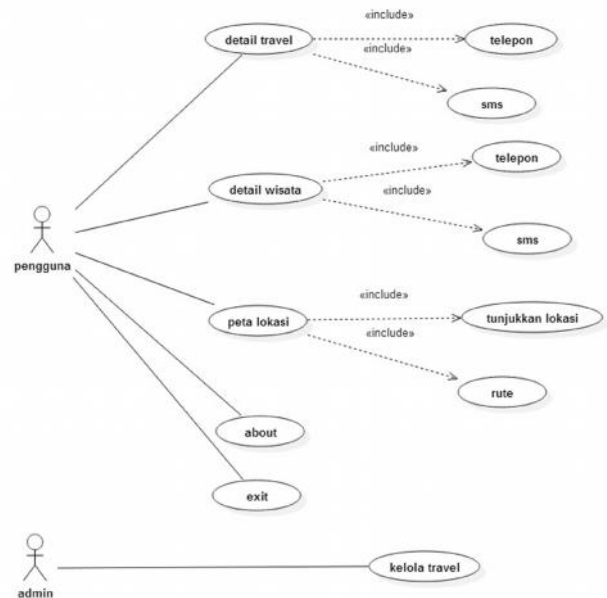 «include»
detail travel
telepon
«include»
sms
«include»
telepon
detail wisata
«include»
sms
pengguna
«include»
peta lokasi
tunjukkan lokasi
«include»
rute
about
exit
kelola travel
admin